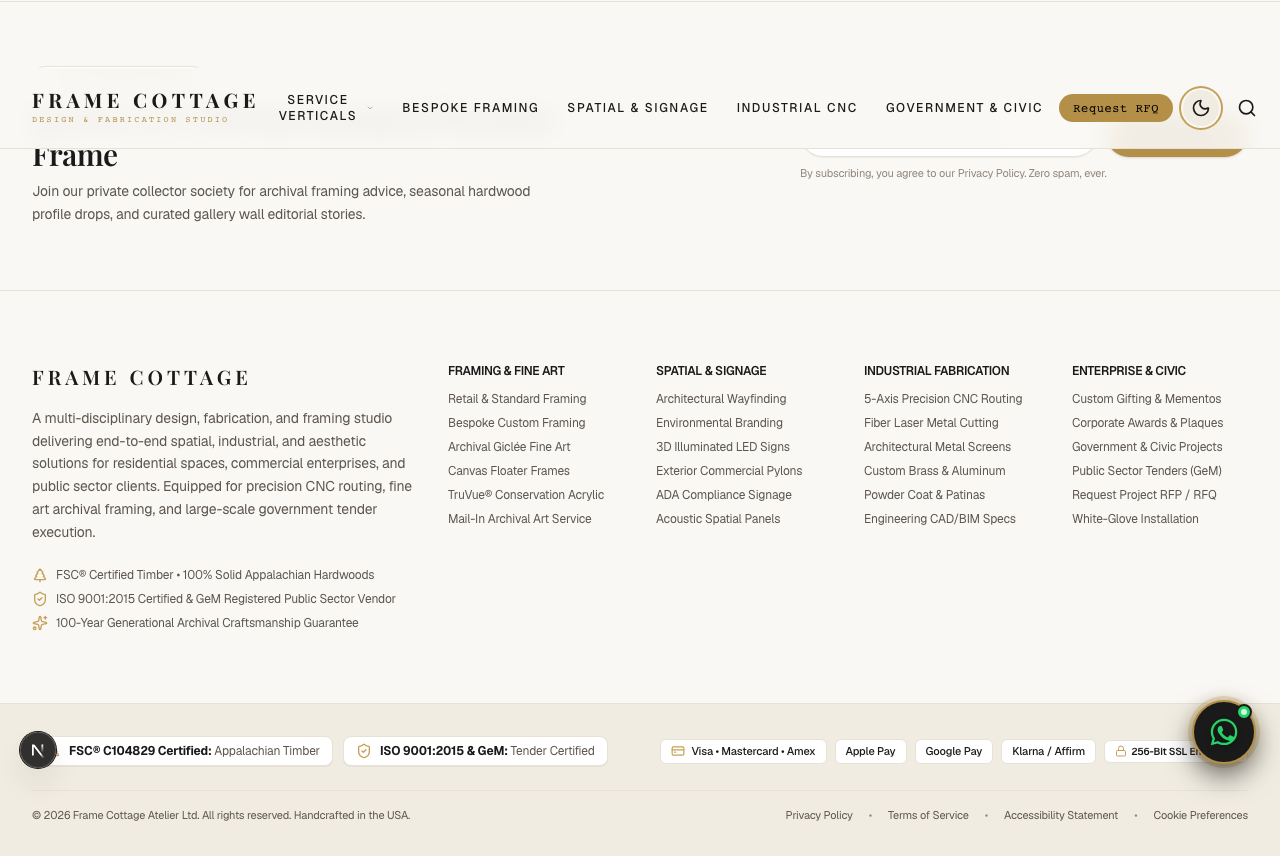 FRAME COTTAGE
DESIGN & FABRICATION STUDIO
SERVICE
VERTICALS
BESPOKE FRAMING
SPATIAL & SIGNAGE
INDUSTRIAL CNC
GOVERNMENT & CIVIC
Request RFQ
Frame
Join our private collector society for archival framing advice, seasonal hardwood
profile drops, and curated gallery wall editorial stories.
By subscribing, you agree to our Privacy Policy. Zero spam, ever.
FRAME COTTAGE
A multi-disciplinary design, fabrication, and framing studio
delivering end-to-end spatial, industrial, and aesthetic
solutions for residential spaces, commercial enterprises, and
public sector clients. Equipped for precision CNC routing, fine
art archival framing, and large-scale government tender
execution.
FSC® Certified Timber • 100% Solid Appalachian Hardwoods
ISO 9001:2015 Certified & GeM Registered Public Sector Vendor
100-Year Generational Archival Craftsmanship Guarantee
FRAMING & FINE ART
Retail & Standard Framing
Bespoke Custom Framing
Archival Giclée Fine Art
Canvas Floater Frames
TruVue® Conservation Acrylic
Mail-In Archival Art Service
SPATIAL & SIGNAGE
Architectural Wayfinding
Environmental Branding
3D Illuminated LED Signs
Exterior Commercial Pylons
ADA Compliance Signage
Acoustic Spatial Panels
INDUSTRIAL FABRICATION
5-Axis Precision CNC Routing
Fiber Laser Metal Cutting
Architectural Metal Screens
Custom Brass & Aluminum
Powder Coat & Patinas
Engineering CAD/BIM Specs
ENTERPRISE & CIVIC
Custom Gifting & Mementos
Corporate Awards & Plaques
Government & Civic Projects
Public Sector Tenders (GeM)
Request Project RFP / RFQ
White-Glove Installation
N
FSC® C104829 Certified: Appalachian Timber
ISO 9001:2015 & GeM: Tender Certified
Visa • Mastercard • Amex
Apple Pay
Google Pay
Klarna / Affirm
256-Bit SSL
© 2026 Frame Cottage Atelier Ltd. All rights reserved. Handcrafted in the USA.
Privacy Policy • Terms of Service • Accessibility Statement • Cookie Preferences